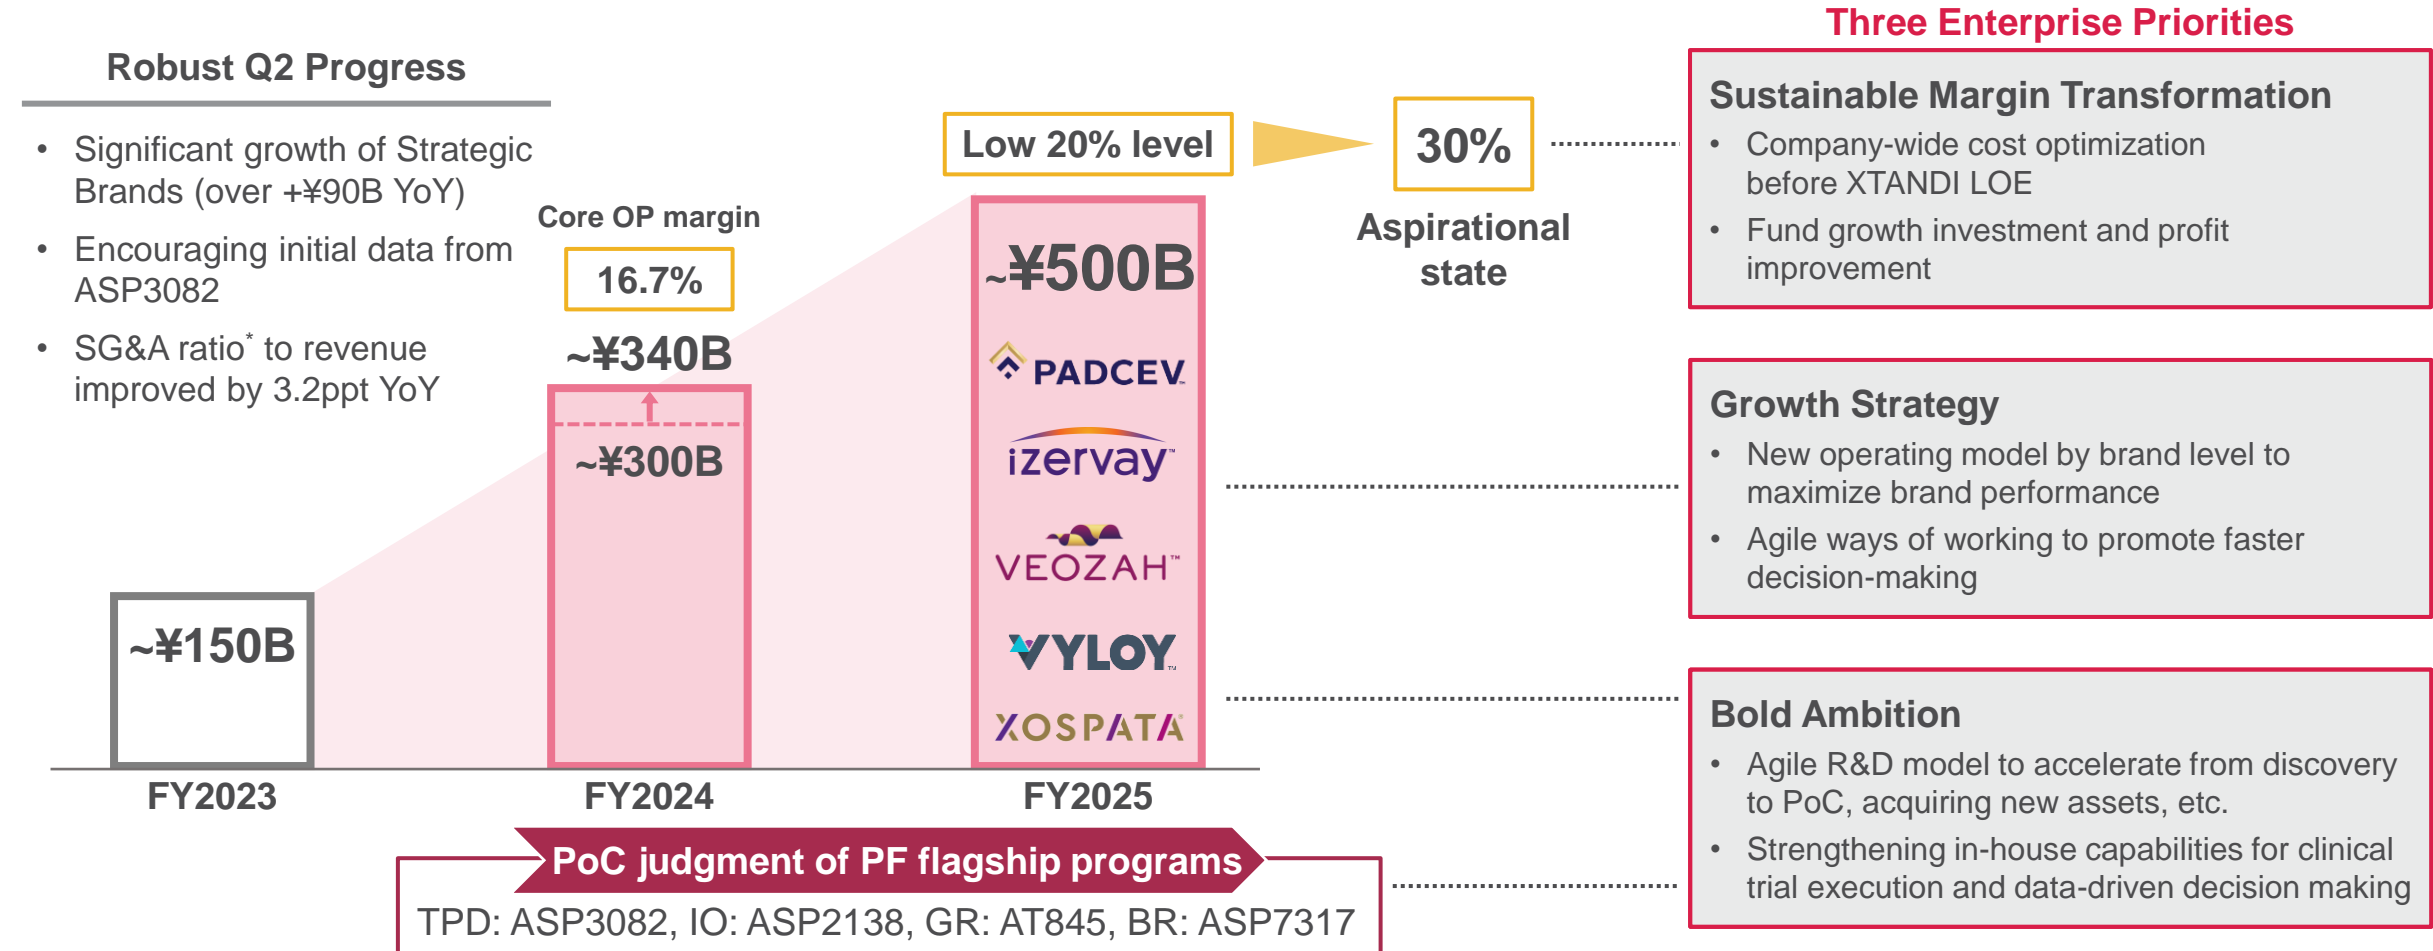 Three Enterprise Priorities
Robust Q2 Progress
• Significant growth of Strategic
Brands (over +¥90B YoY)
• Encouraging initial data from
ASP3082
• SG&A ratio* to revenue
improved by 3.2ppt YoY
Core OP margin
16.7%
Low 20% level
30%
Aspirational
state
~¥150B
~¥340B
~¥300B
~¥500B
PADCEV™
izervay™
VEOZAH™
VYLOY™
XOSPATA
FY2023
FY2024
FY2025
PoC judgment of PF flagship programs
TPD: ASP3082, IO: ASP2138, GR: AT845, BR: ASP7317
Sustainable Margin Transformation
• Company-wide cost optimization
before XTANDI LOE
• Fund growth investment and profit
improvement
Growth Strategy
• New operating model by brand level to
maximize brand performance
• Agile ways of working to promote faster
decision-making
Bold Ambition
• Agile R&D model to accelerate from discovery
to PoC, acquiring new assets, etc.
• Strengthening in-house capabilities for clinical
trial execution and data-driven decision making